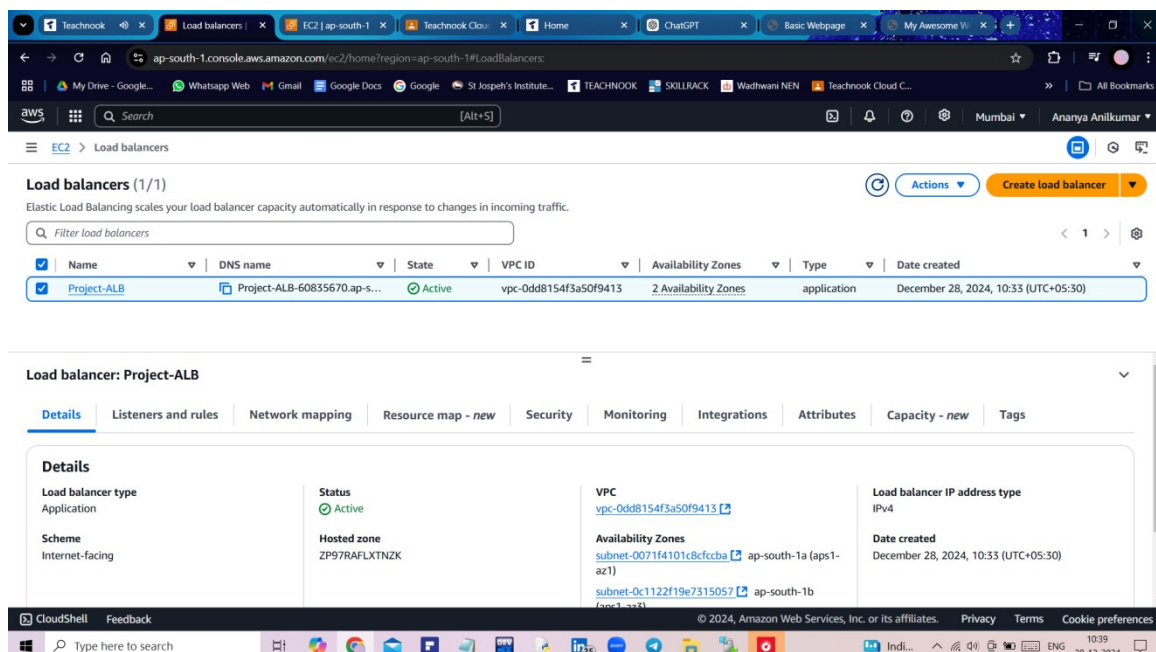 Teachnook
Load balancers |
EC2 | ap-south-1
Teachnook Clou
Home
ChatGPT
Basic Webpage
My Awesome W
ap-south-1.console.aws.amazon.com/ec2/home?region=ap-south-1#LoadBalancers:
My Drive - Google...
Whatsapp Web
Gmail
Google Docs
Google
St Jospeh's Institute...
TEACHNOOK
SKILLRACK
Wadhwani NEN
Teachnook Cloud C...
»
All Bookmarks
aws
Search
[Alt+S]
Mumbai ▼
Ananya Anilkumar ▼
EC2 > Load balancers
Load balancers (1/1)
Actions ▼
Create load balancer ▼
Elastic Load Balancing scales your load balancer capacity automatically in response to changes in incoming traffic.
Filter load balancers
< 1 >
Name
DNS name
State
VPC ID
Availability Zones
Type
Date created
Project-ALB
Project-ALB-60835670.ap-s...
Active
vpc-0dd8154f3a50f9413
2 Availability Zones
application
December 28, 2024, 10:33 (UTC+05:30)
Load balancer: Project-ALB
Details
Listeners and rules
Network mapping
Resource map - new
Security
Monitoring
Integrations
Attributes
Capacity - new
Tags
Details
Load balancer type
Application
Status
Active
VPC
vpc-0dd8154f3a50f9413
Load balancer IP address type
IPv4
Scheme
Internet-facing
Hosted zone
ZP97RAFLXTNZK
Availability Zones
subnet-0071f4101c8cfccba ap-south-1a (aps1-
az1)
subnet-0c1122f19e7315057 ap-south-1b
(aps1-az3)
Date created
December 28, 2024, 10:33 (UTC+05:30)
CloudShell
Feedback
© 2024, Amazon Web Services, Inc. or its affiliates.
Privacy
Terms
Cookie preferences
Type here to search
Indi...
ENG
10:39